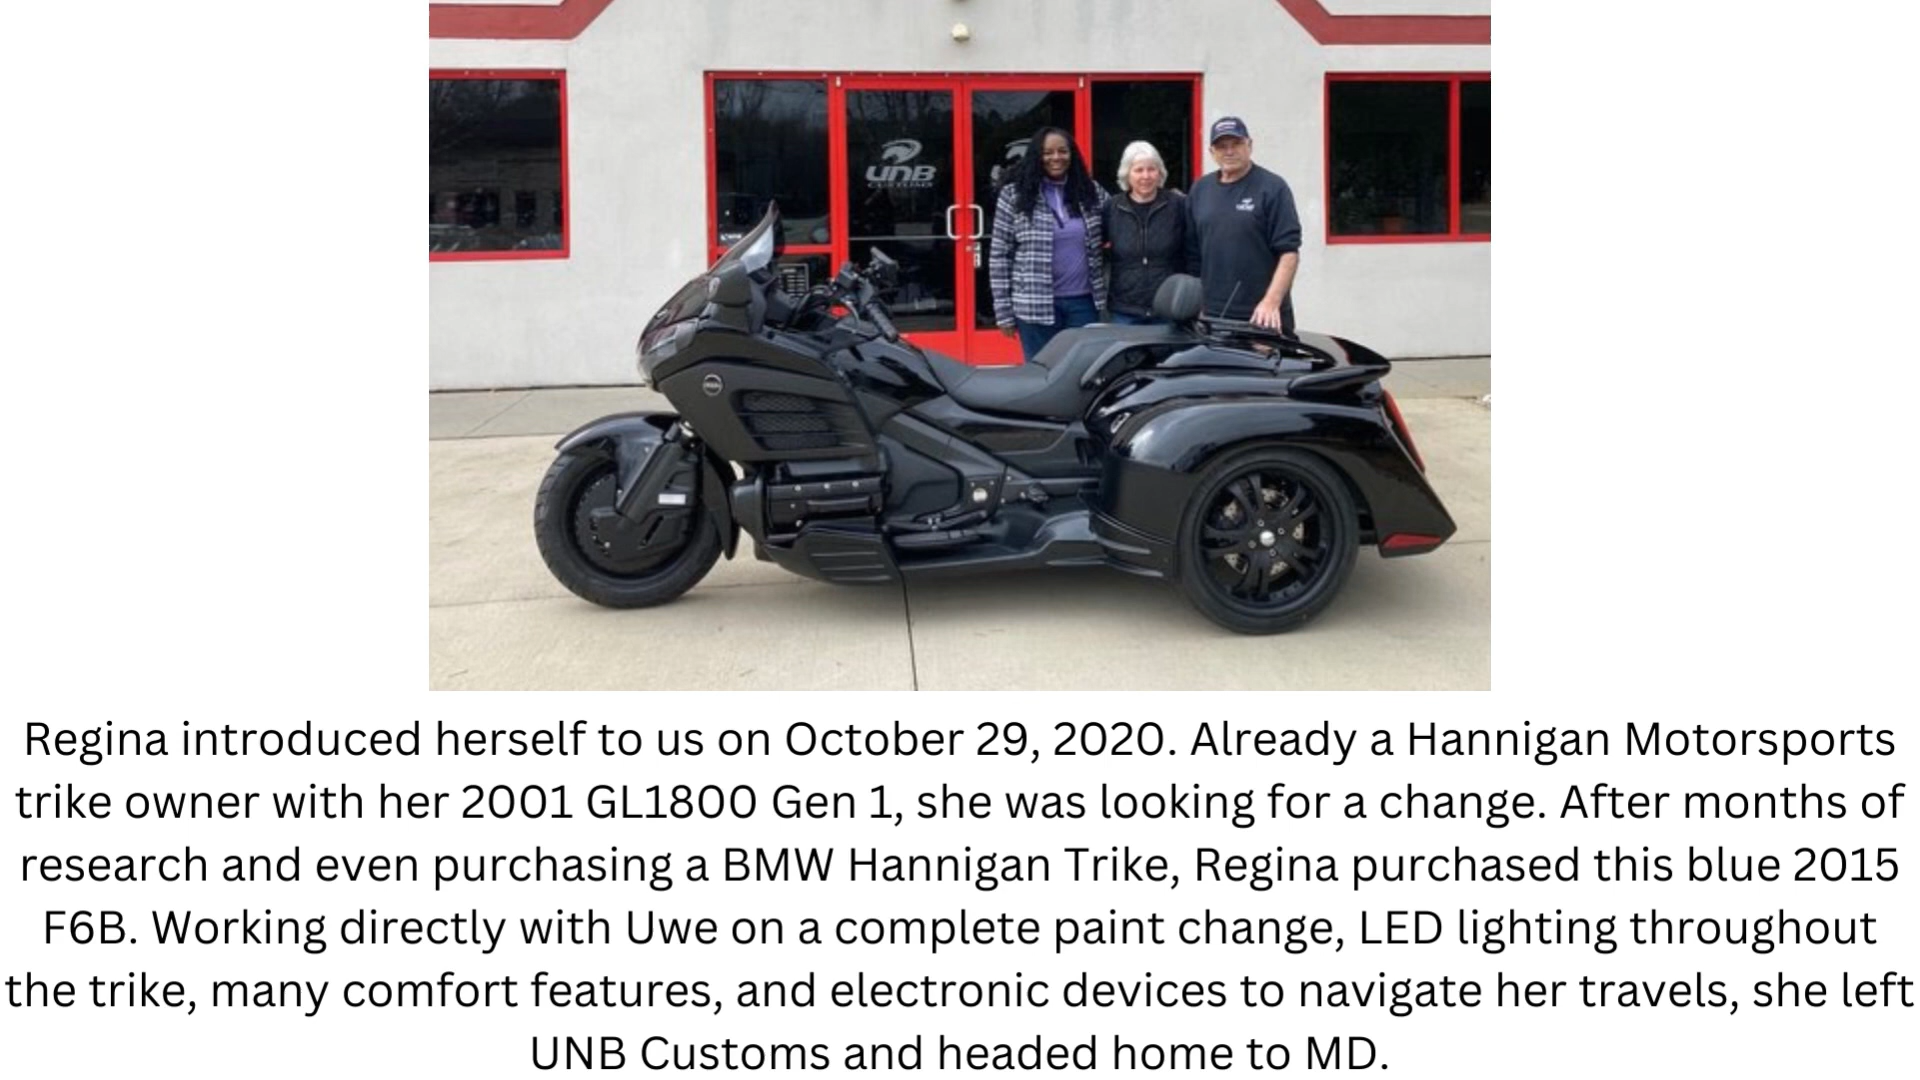 UNB
CUSTOMS
Regina introduced herself to us on October 29, 2020. Already a Hannigan Motorsports
trike owner with her 2001 GL1800 Gen 1, she was looking for a change. After months of
research and even purchasing a BMW Hannigan Trike, Regina purchased this blue 2015
F6B. Working directly with Uwe on a complete paint change, LED lighting throughout
the trike, many comfort features, and electronic devices to navigate her travels, she left
UNB Customs and headed home to MD.